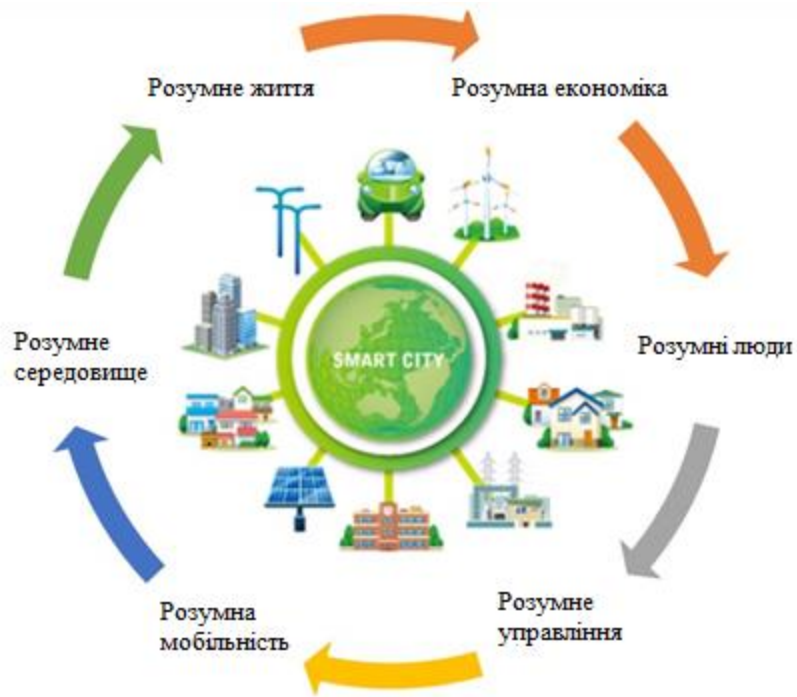 Розумне життя
Розумна економіка
Розумне
середовище
SMART CITY
Розумні люди
Розумна
мобільність
Розумне
управління